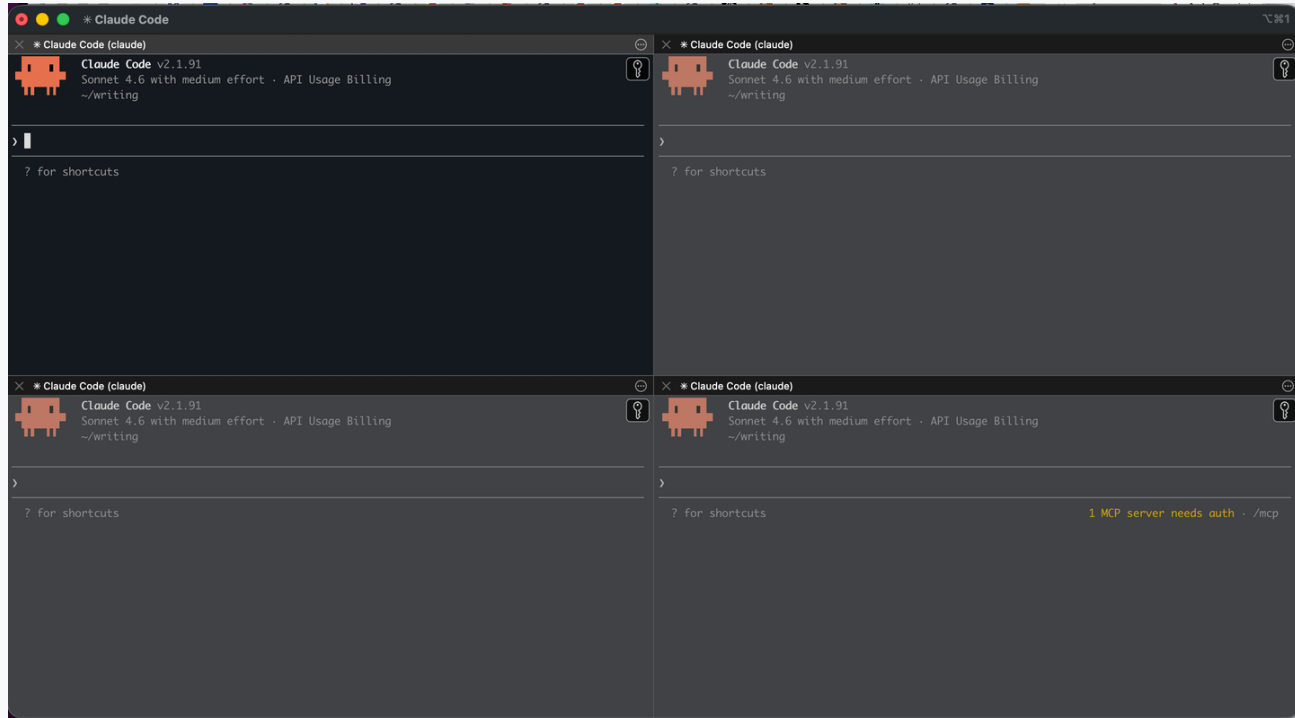 ✳ Claude Code
⌥⌘1
✳ Claude Code (claude)
Claude Code v2.1.91
Sonnet 4.6 with medium effort · API Usage Billing
~/writing
❯
? for shortcuts
✳ Claude Code (claude)
Claude Code v2.1.91
Sonnet 4.6 with medium effort · API Usage Billing
~/writing
❯
? for shortcuts
✳ Claude Code (claude)
Claude Code v2.1.91
Sonnet 4.6 with medium effort · API Usage Billing
~/writing
❯
? for shortcuts
✳ Claude Code (claude)
Claude Code v2.1.91
Sonnet 4.6 with medium effort · API Usage Billing
~/writing
❯
? for shortcuts
1 MCP server needs auth · /mcp